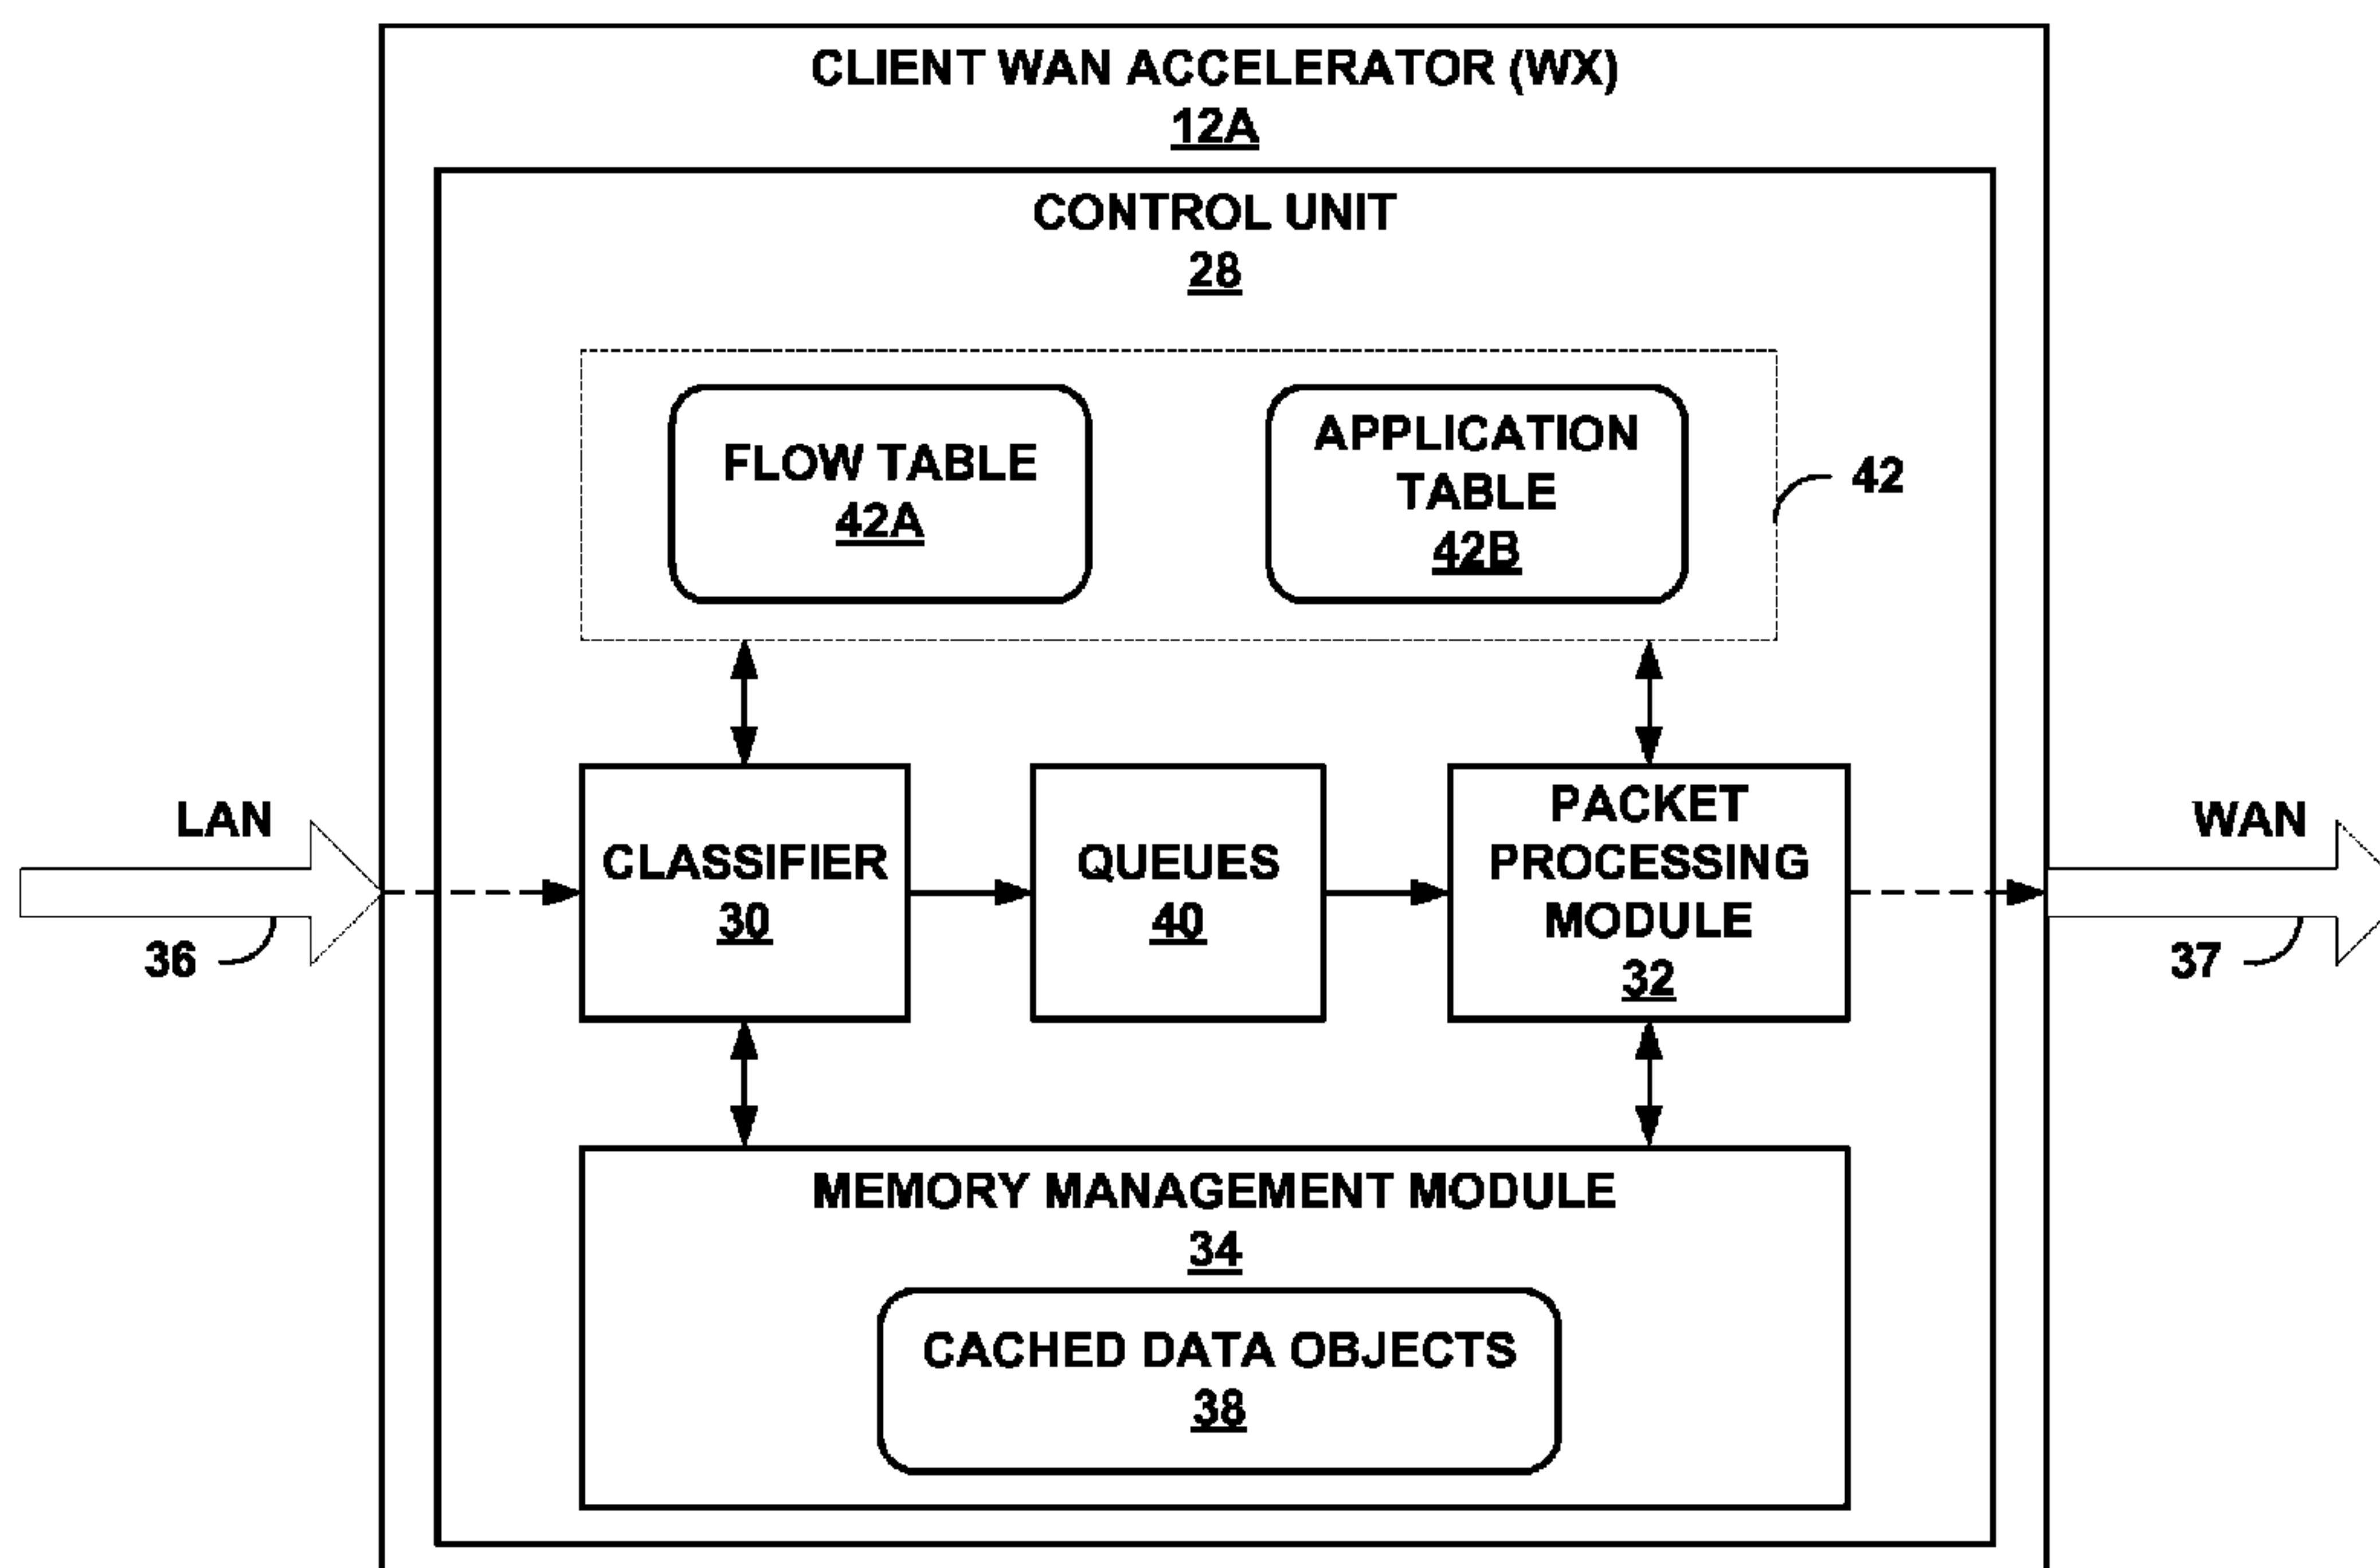 CLIENT WAN ACCELERATOR (WX)
12A
CONTROL UNIT
28
FLOW TABLE
42A
APPLICATION
TABLE
42B
42
LAN
36
CLASSIFIER
30
QUEUES
40
PACKET
PROCESSING
MODULE
32
WAN
37
MEMORY MANAGEMENT MODULE
34
CACHED DATA OBJECTS
38